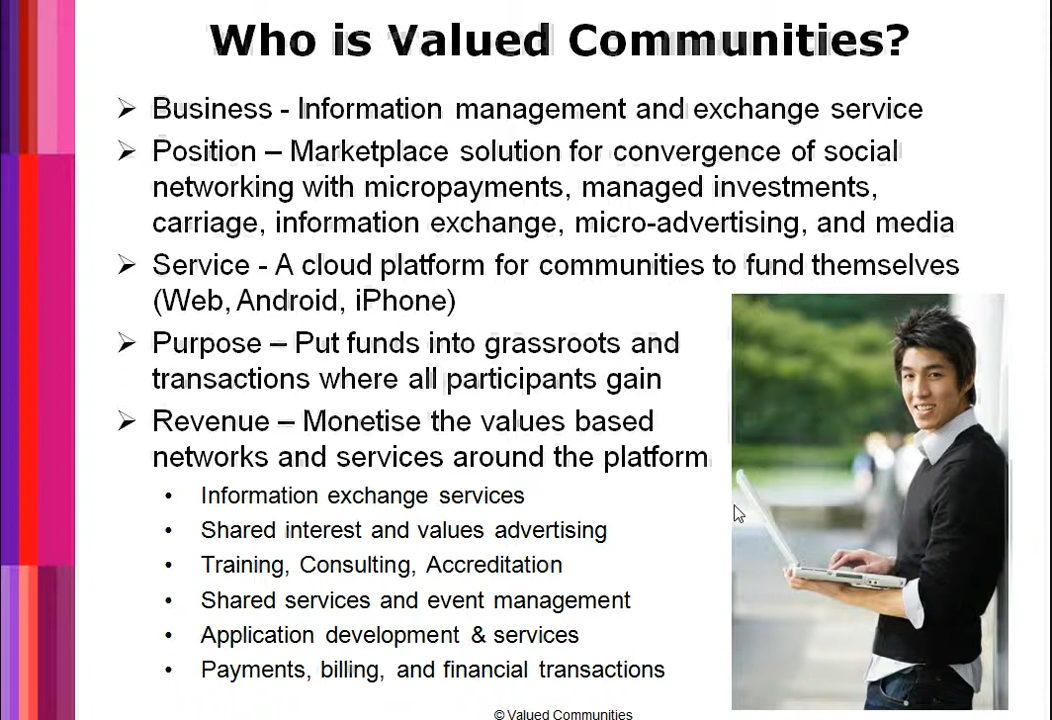 Who is Valued Communities?
Business - Information management and exchange service
Position – Marketplace solution for convergence of social
networking with micropayments, managed investments,
carriage, information exchange, micro-advertising, and media
Service - A cloud platform for communities to fund themselves
(Web, Android, iPhone)
Purpose – Put funds into grassroots and
transactions where all participants gain
Revenue – Monetise the values based
networks and services around the platform
• Information exchange services
• Shared interest and values advertising
• Training, Consulting, Accreditation
• Shared services and event management
• Application development & services
• Payments, billing, and financial transactions
© Valued Communities